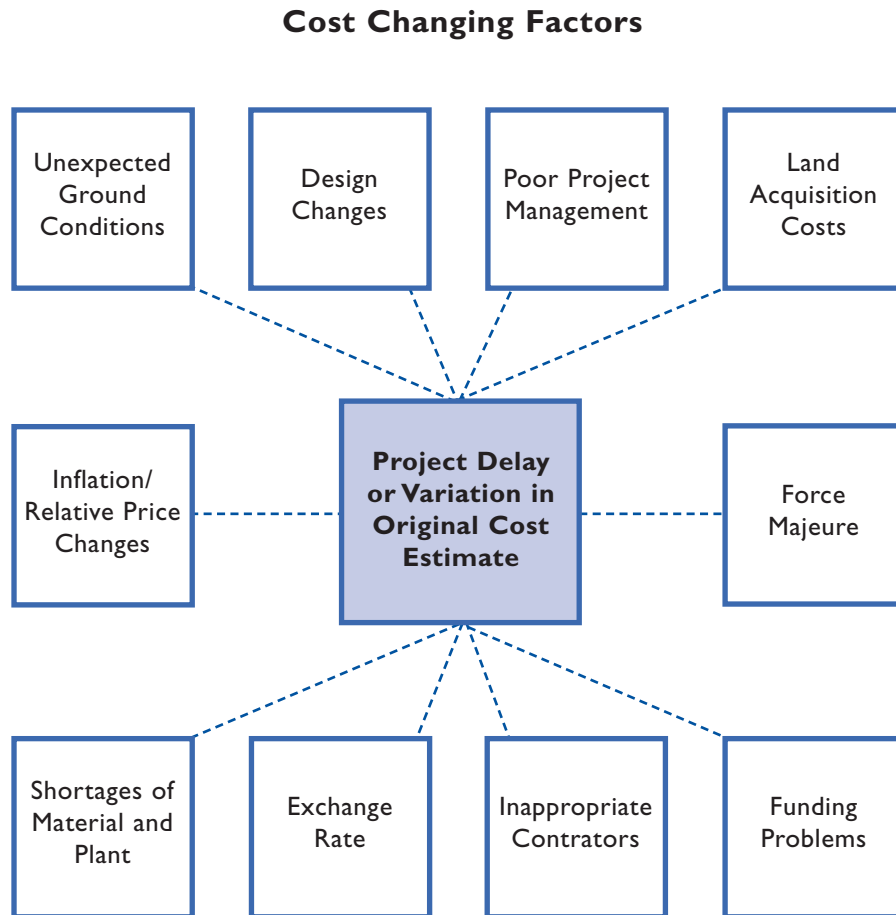 Cost Changing Factors
Unexpected
Ground
Conditions
Design
Changes
Poor Project
Management
Land
Acquisition
Costs
Inflation/
Relative Price
Changes
Project Delay
or Variation in
Original Cost
Estimate
Force
Majeure
Shortages of
Material and
Plant
Exchange
Rate
Inappropriate
Contrators
Funding
Problems